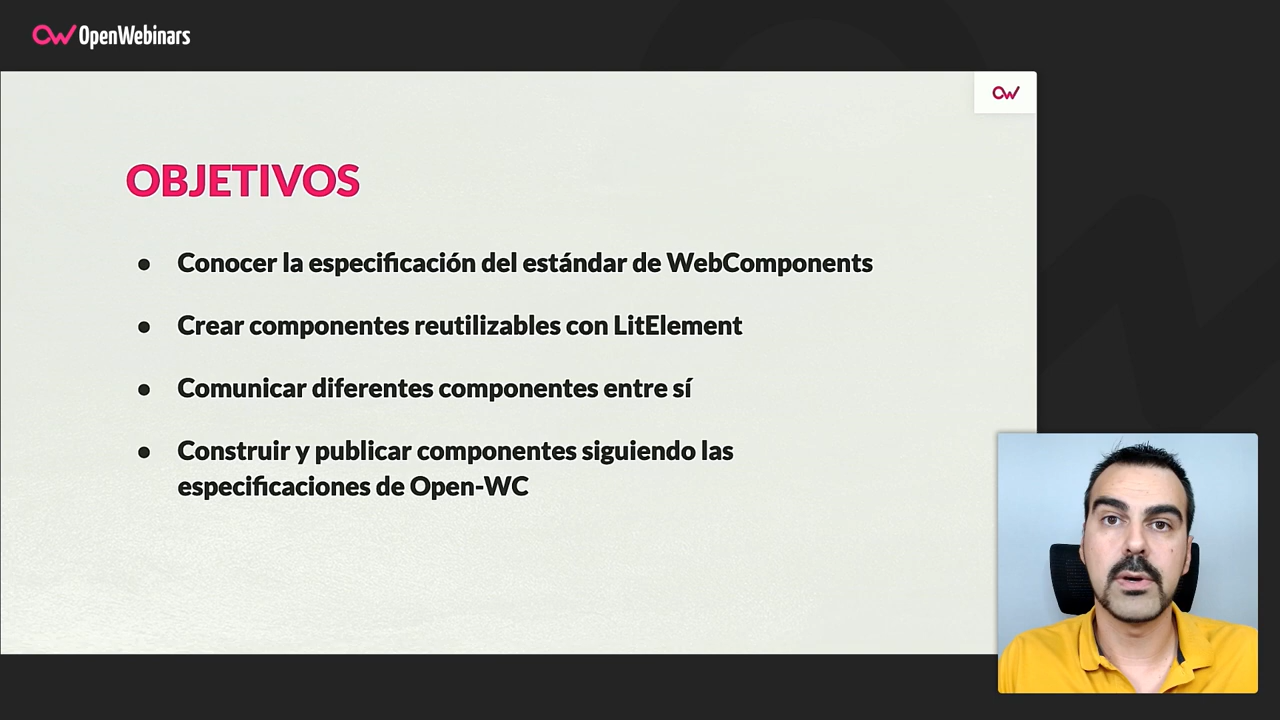 OpenWebinars
OBJETIVOS
● Conocer la especificación del estándar de WebComponents
● Crear componentes reutilizables con LitElement
● Comunicar diferentes componentes entre sí
● Construir y publicar componentes siguiendo las
especificaciones de Open-WC